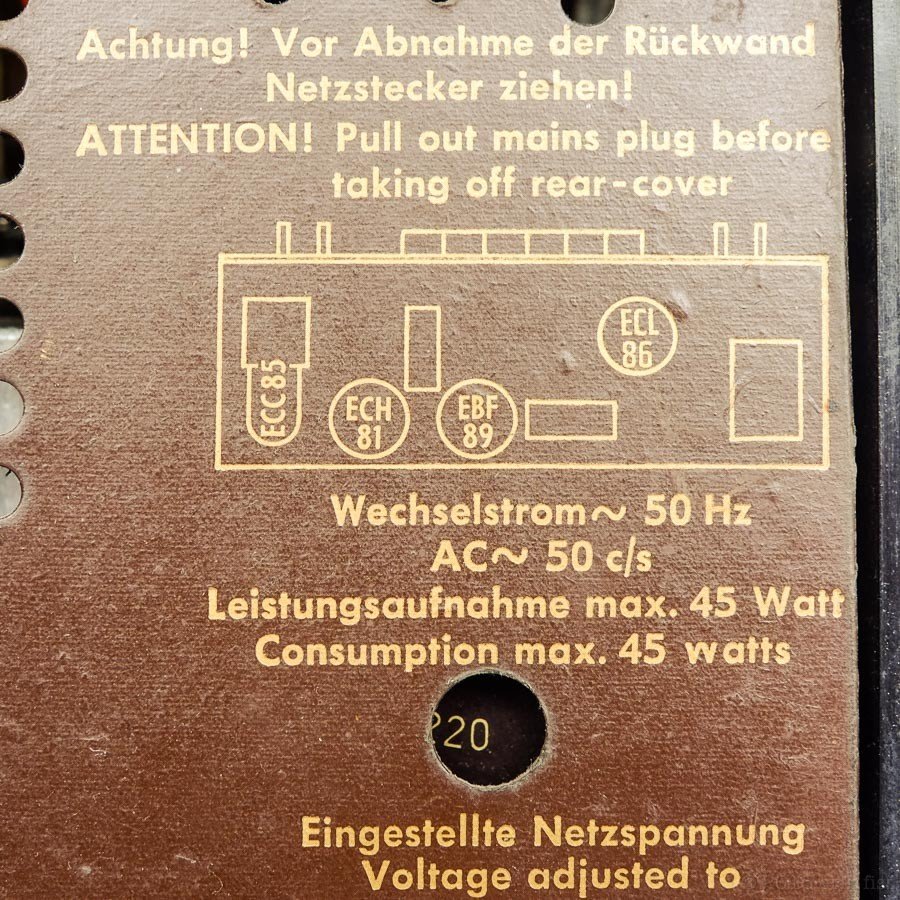 Achtung! Vor Abnahme der Rückwand
Netzstecker ziehen!
ATTENTION! Pull out mains plug before
taking off rear-cover
ECC 85
ECH
81
EBF
89
ECL
86
Wechselstrom~ 50 Hz
AC~ 50 c/s
Leistungsaufnahme max. 45 Watt
Consumption max. 45 watts
220
Eingestellte Netzspannung
Voltage adjusted to